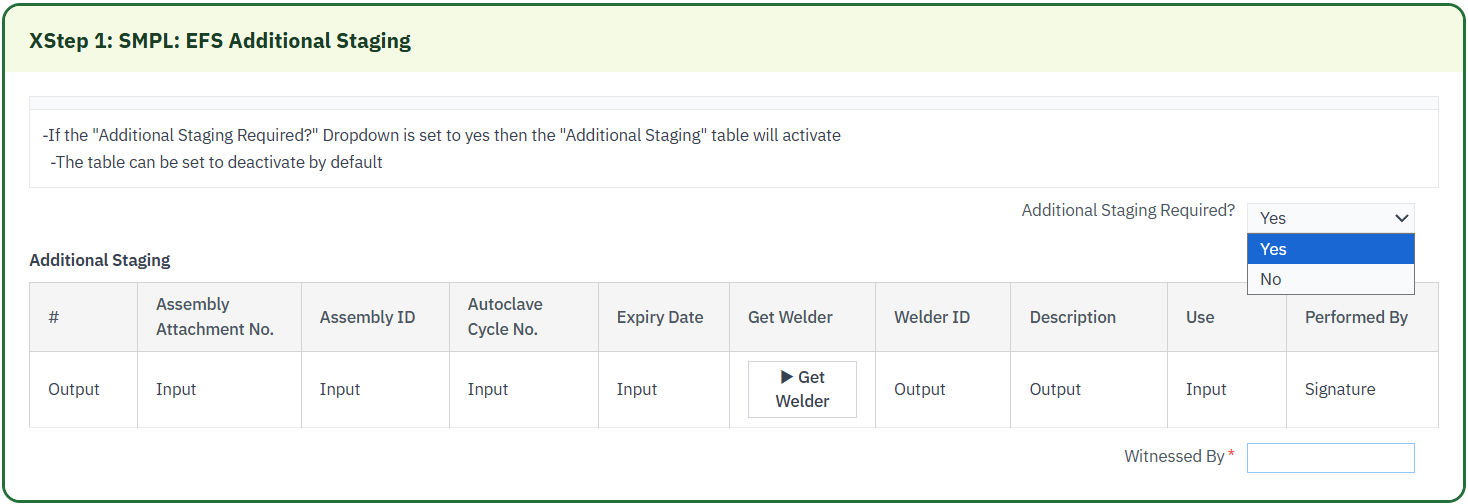 XStep 1: SMPL: EFS Additional Staging
-If the "Additional Staging Required?" Dropdown is set to yes then the "Additional Staging" table will activate
-The table can be set to deactivate by default
Additional Staging Required? Yes
Yes
No
Additional Staging
# Assembly Attachment No. Assembly ID Autoclave Cycle No. Expiry Date Get Welder Welder ID Description Use Performed By
Output Input Input Input Input ▶ Get Welder Output Output Input Signature
Witnessed By *